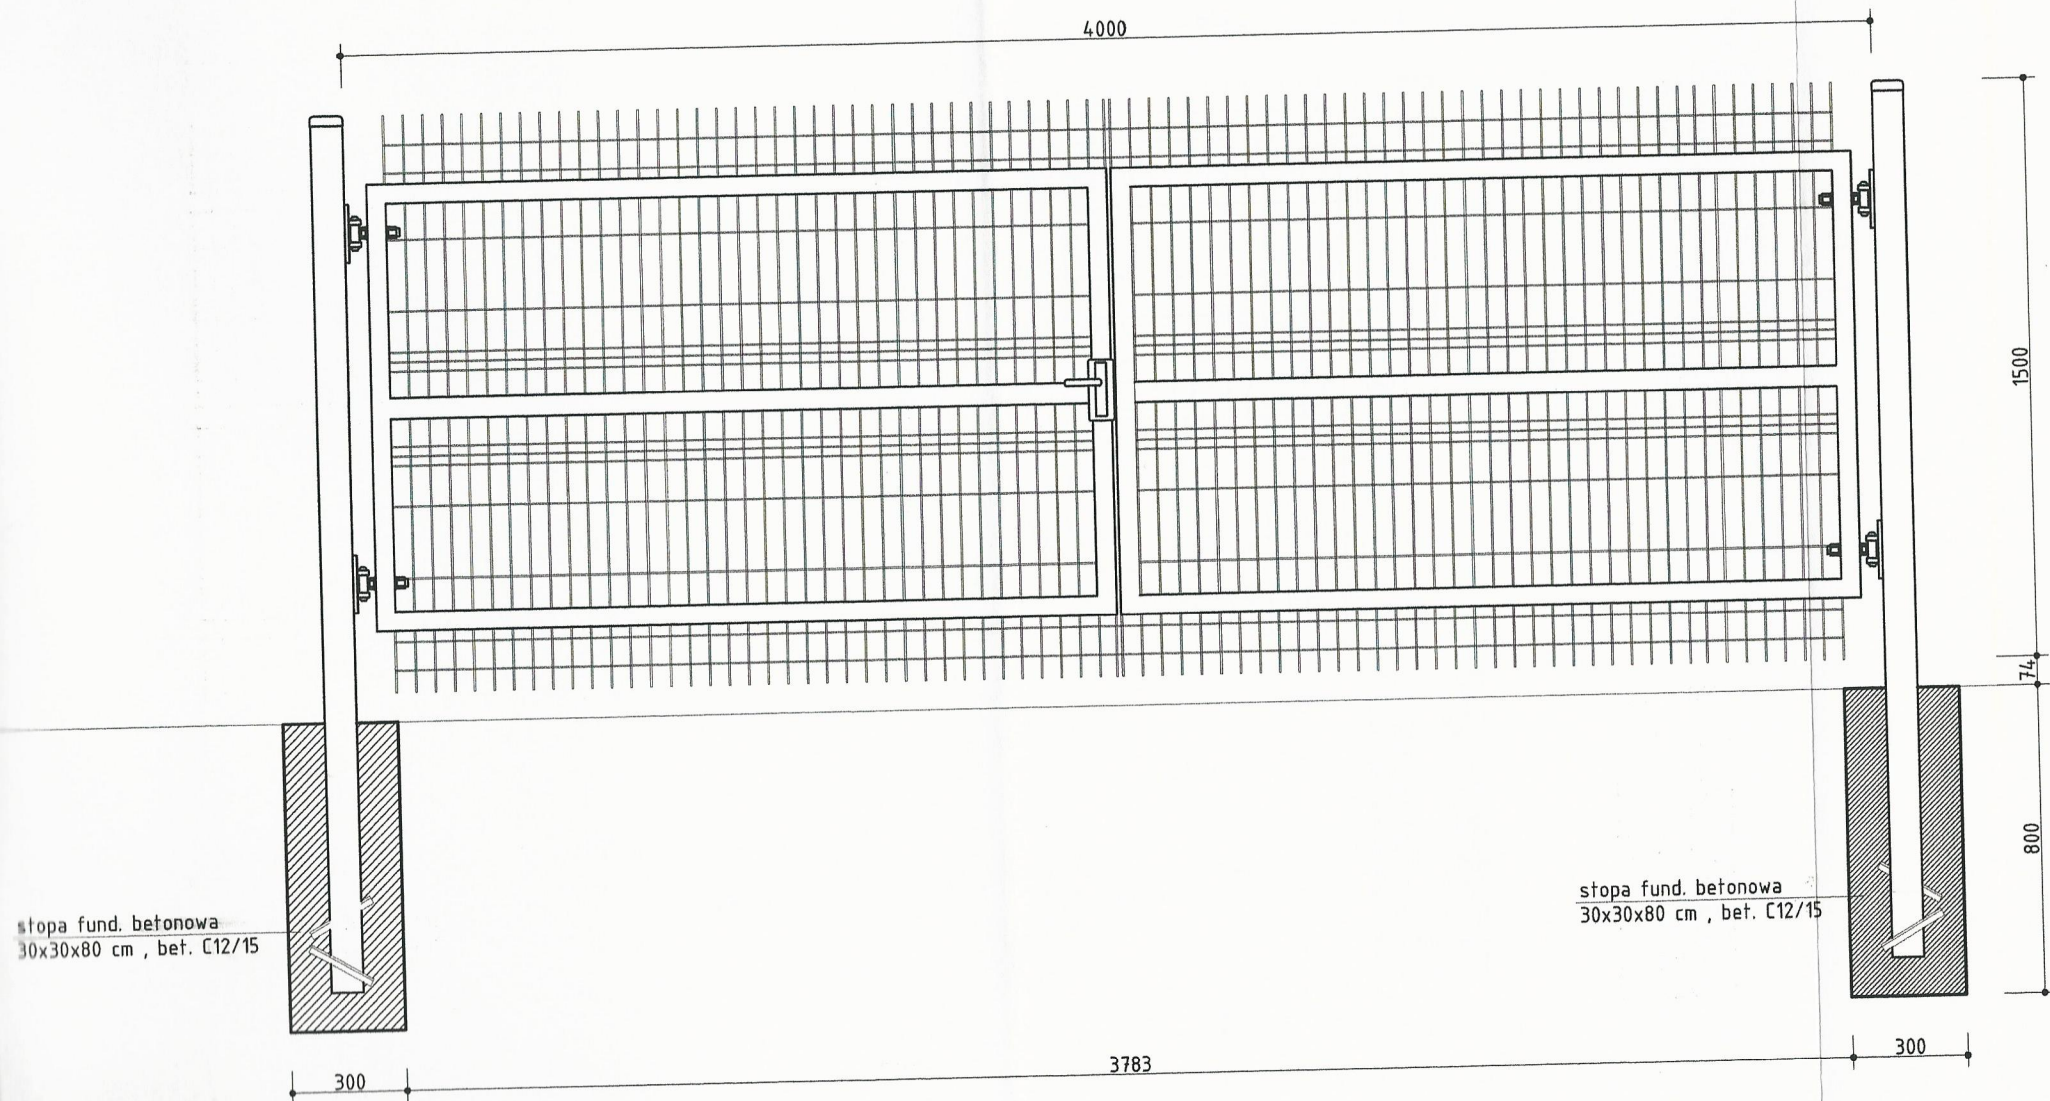 4000
1500
74
800
stopa fund. betonowa
30x30x80 cm , bet. C12/15
stopa fund. betonowa
30x30x80 cm , bet. C12/15
300
3783
300